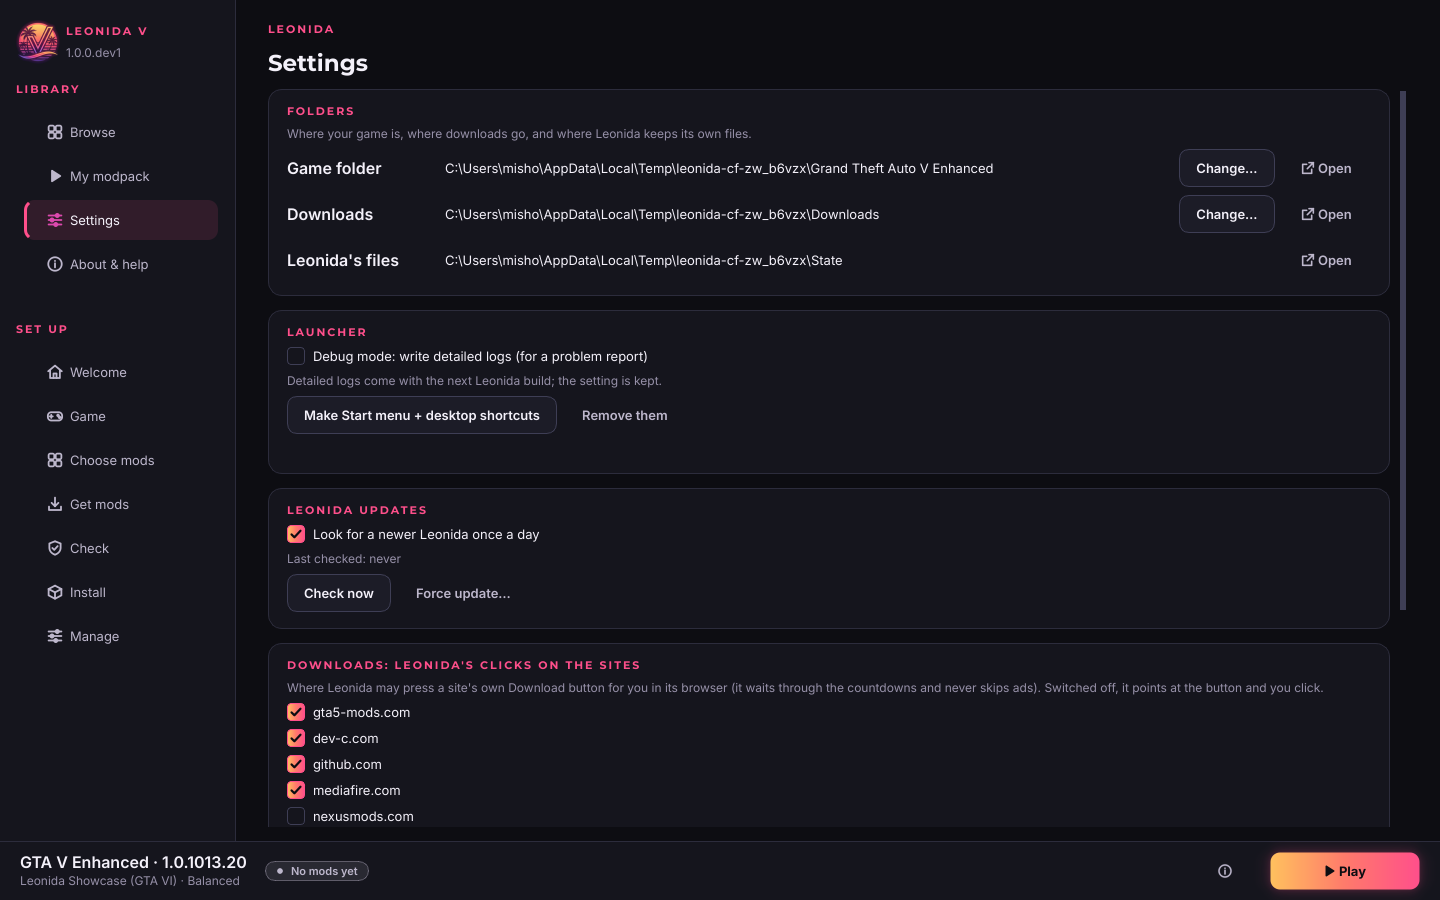 LEONIDA V
1.0.0.dev1
LIBRARY
Browse
My modpack
Settings
About & help
SET UP
Welcome
Game
Choose mods
Get mods
Check
Install
Manage
LEONIDA
Settings
FOLDERS
Where your game is, where downloads go, and where Leonida keeps its own files.
Game folder C:\Users\misho\AppData\Local\Temp\leonida-cf-zw_b6vzx\Grand Theft Auto V Enhanced Change... Open
Downloads C:\Users\misho\AppData\Local\Temp\leonida-cf-zw_b6vzx\Downloads Change... Open
Leonida's files C:\Users\misho\AppData\Local\Temp\leonida-cf-zw_b6vzx\State Open
LAUNCHER
Debug mode: write detailed logs (for a problem report)
Detailed logs come with the next Leonida build; the setting is kept.
Make Start menu + desktop shortcuts Remove them
LEONIDA UPDATES
Look for a newer Leonida once a day
Last checked: never
Check now Force update...
DOWNLOADS: LEONIDA'S CLICKS ON THE SITES
Where Leonida may press a site's own Download button for you in its browser (it waits through the countdowns and never skips ads). Switched off, it points at the button and you click.
gta5-mods.com
dev-c.com
github.com
mediafire.com
nexusmods.com
GTA V Enhanced · 1.0.1013.20
Leonida Showcase (GTA VI) · Balanced
No mods yet
Play